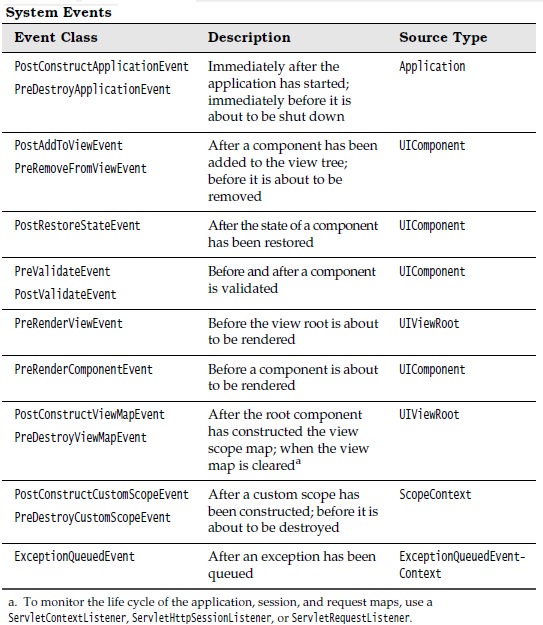 System Events
Event Class Description Source Type
PostConstructApplicationEvent
PreDestroyApplicationEvent
Immediately after the
application has started;
immediately before it is
about to be shut down
Application
PostAddToViewEvent
PreRemoveFromViewEvent
After a component has been
added to the view tree;
before it is about to be
removed
UIComponent
PostRestoreStateEvent
After the state of a component
has been restored
UIComponent
PreValidateEvent
PostValidateEvent
Before and after a component
is validated
UIComponent
PreRenderViewEvent
Before the view root is about
to be rendered
UIViewRoot
PreRenderComponentEvent
Before a component is about
to be rendered
UIComponent
PostConstructViewMapEvent
PreDestroyViewMapEvent
After the root component
has constructed the view
scope map; when the view
map is cleareda
UIViewRoot
PostConstructCustomScopeEvent
PreDestroyCustomScopeEvent
After a custom scope has
been constructed; before it is
about to be destroyed
ScopeContext
ExceptionQueuedEvent
After an exception has been
queued
ExceptionQueuedEvent-
Context
a. To monitor the life cycle of the application, session, and request maps, use a
ServletContextListener, ServletHttpSessionListener, or ServletRequestListener.